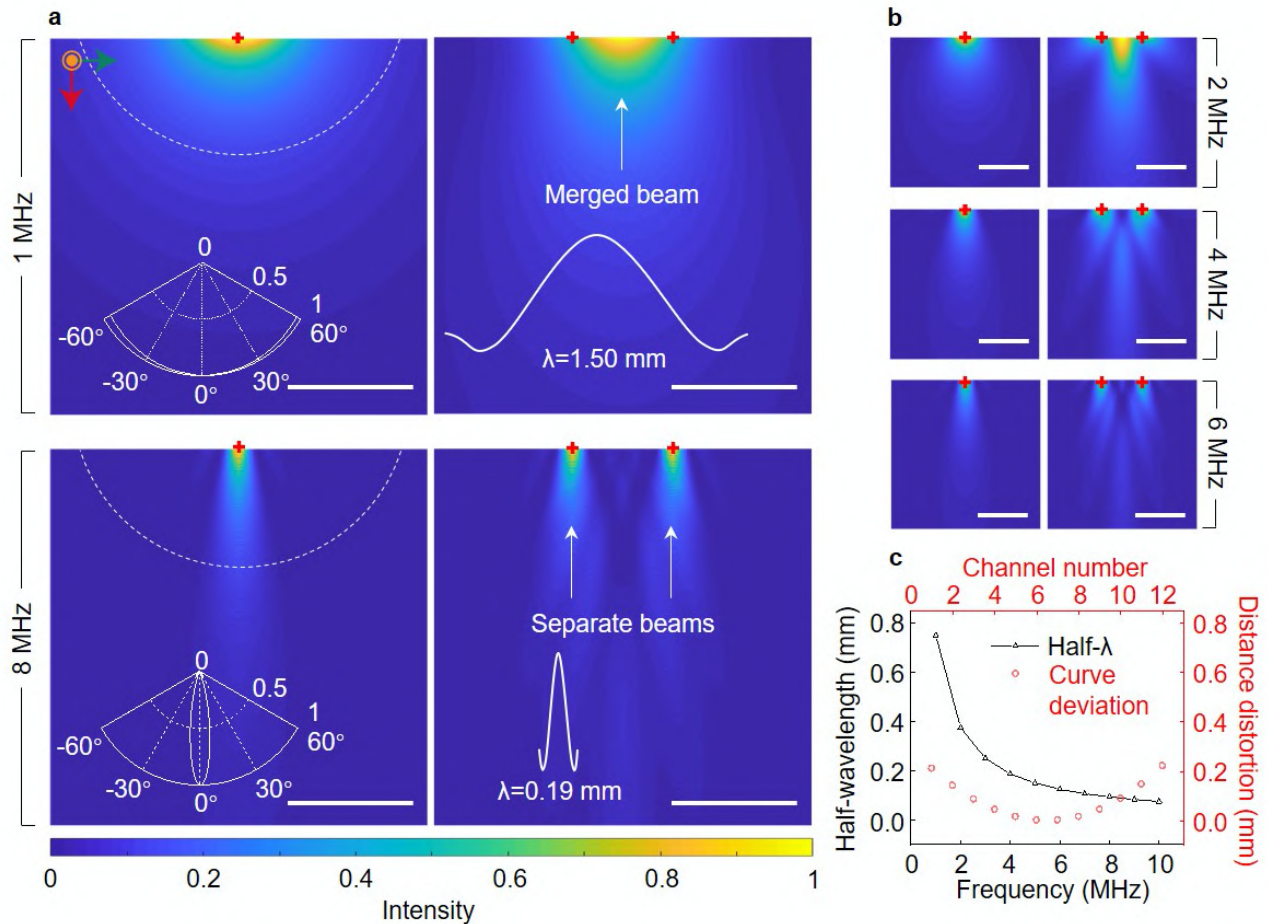 a
1 MHz
0
0.5
1
-60°
60°
-30°
30°
0°
Merged beam
λ=1.50 mm
8 MHz
0
0.5
1
-60°
60°
-30°
30°
0°
Separate beams
λ=0.19 mm
0 0.2 0.4 0.6 0.8 1
Intensity
b
2 MHz
4 MHz
6 MHz
c
Channel number
0 2 4 6 8 10 12
Half-wavelength (mm)
0.8
0.6
0.4
0.2
0.0
Half-λ
Curve
deviation
0.8
0.6
0.4
0.2
0.0
Distance distortion (mm)
0 2 4 6 8 10
Frequency (MHz)